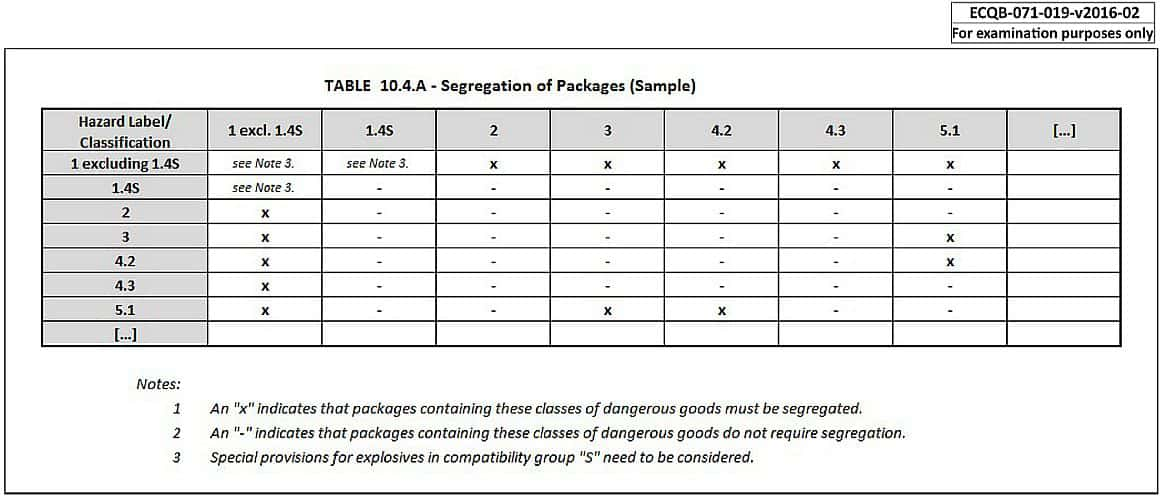 ECQB-071-019-v2016-02
For examination purposes only
TABLE 10.4.A - Segregation of Packages (Sample)
Hazard Label/
Classification 1 excl. 1.4S 1.4S 2 3 4.2 4.3 5.1 [...]
1 excluding 1.4S see Note 3. see Note 3. x x x x x
1.4S see Note 3. - - - - - -
2 x - - - - - -
3 x - - - - - x
4.2 x - - - - - x
4.3 x - - - - - -
5.1 x - - x x - -
[...]
Notes:
1 An "x" indicates that packages containing these classes of dangerous goods must be segregated.
2 An "-" indicates that packages containing these classes of dangerous goods do not require segregation.
3 Special provisions for explosives in compatibility group "S" need to be considered.